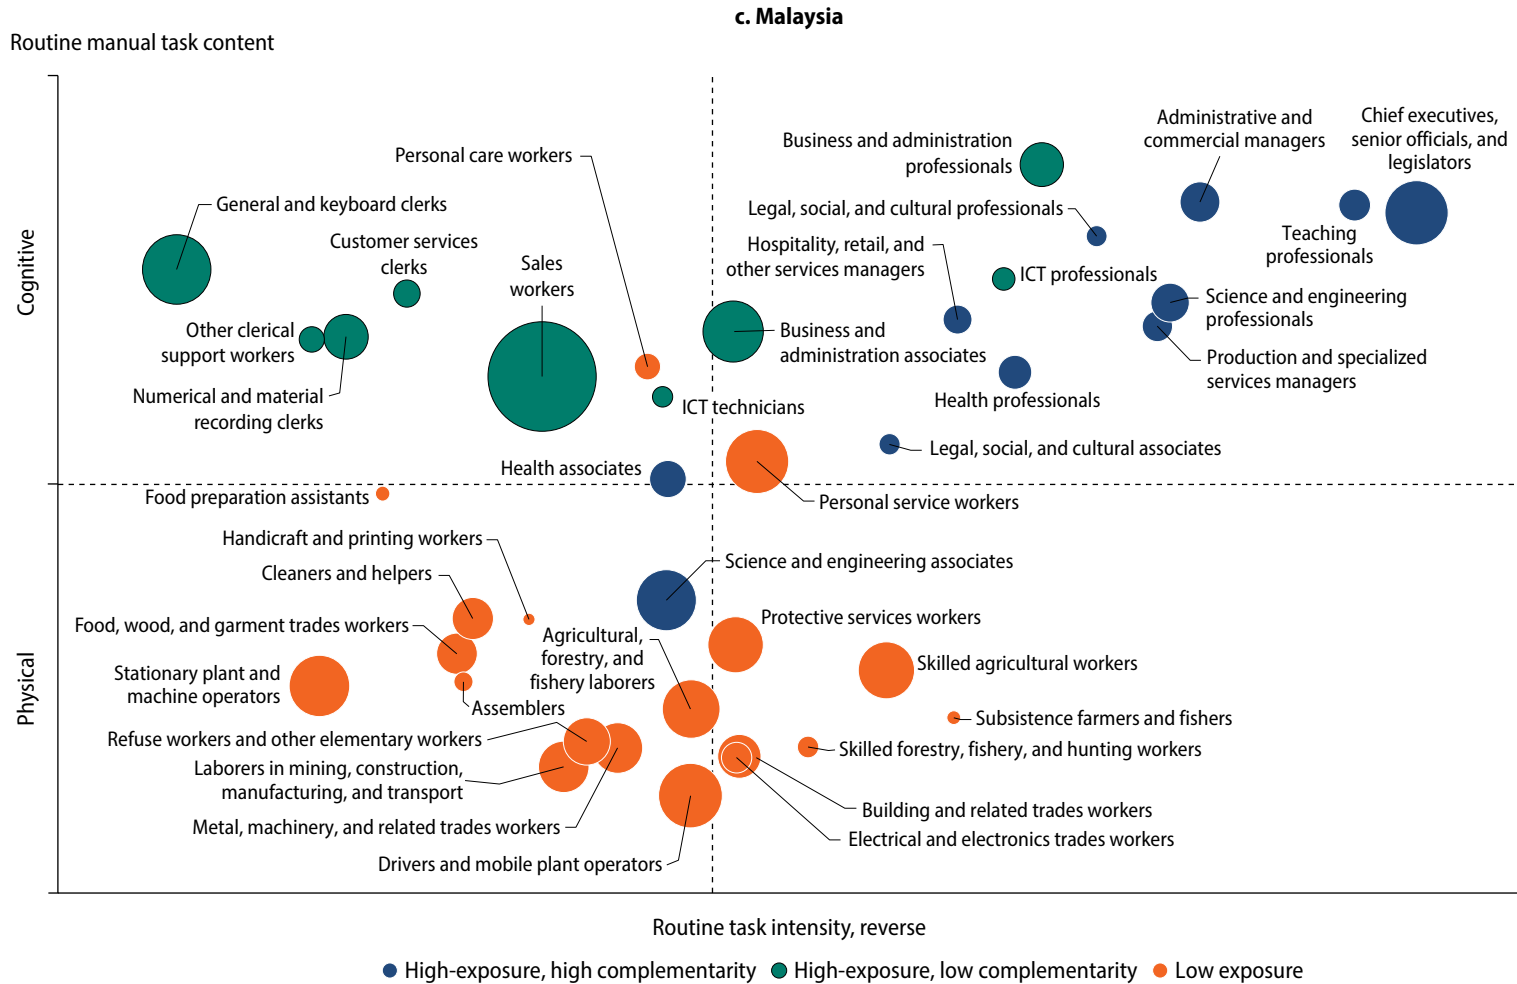 c. Malaysia
Routine manual task content
Cognitive
Physical
Personal care workers
General and keyboard clerks
Customer services
clerks
Sales
workers
Other clerical
support workers
Numerical and material
recording clerks
ICT technicians
Health associates
Business and administration
professionals
Legal, social, and cultural professionals
Hospitality, retail, and
other services managers
ICT professionals
Administrative and
commercial managers
Chief executives,
senior officials, and
legislators
Teaching
professionals
Science and engineering
professionals
Production and specialized
services managers
Business and
administration associates
Health professionals
Legal, social, and cultural associates
Personal service workers
Food preparation assistants
Handicraft and printing workers
Cleaners and helpers
Food, wood, and garment trades workers
Stationary plant and
machine operators
Assemblers
Agricultural,
forestry, and
fishery laborers
Refuse workers and other elementary workers
Laborers in mining, construction,
manufacturing, and transport
Metal, machinery, and related trades workers
Drivers and mobile plant operators
Science and engineering associates
Protective services workers
Skilled agricultural workers
Subsistence farmers and fishers
Skilled forestry, fishery, and hunting workers
Building and related trades workers
Electrical and electronics trades workers
Routine task intensity, reverse
High-exposure, high complementarity
High-exposure, low complementarity
Low exposure